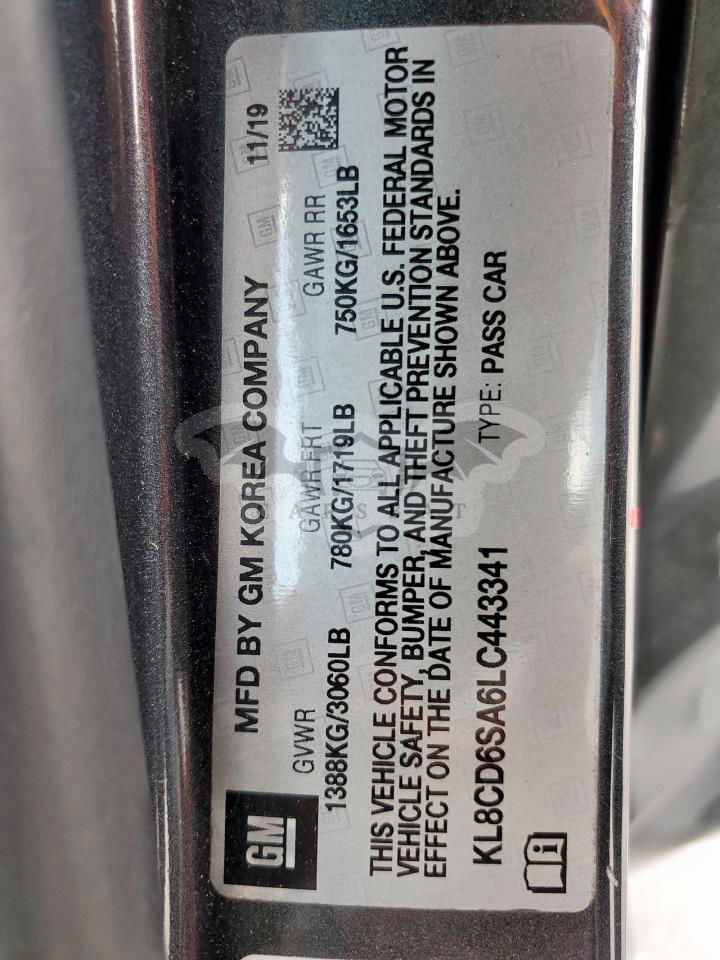 GM
MFD BY GM KOREA COMPANY 11/19
GVWR GAWR FRT GAWR RR
1388KG/3060LB 780KG/1719LB 750KG/1653LB
THIS VEHICLE CONFORMS TO ALL APPLICABLE U.S. FEDERAL MOTOR
VEHICLE SAFETY, BUMPER, AND THEFT PREVENTION STANDARDS IN
EFFECT ON THE DATE OF MANUFACTURE SHOWN ABOVE.
KL8CD6SA6LC443341 TYPE: PASS CAR